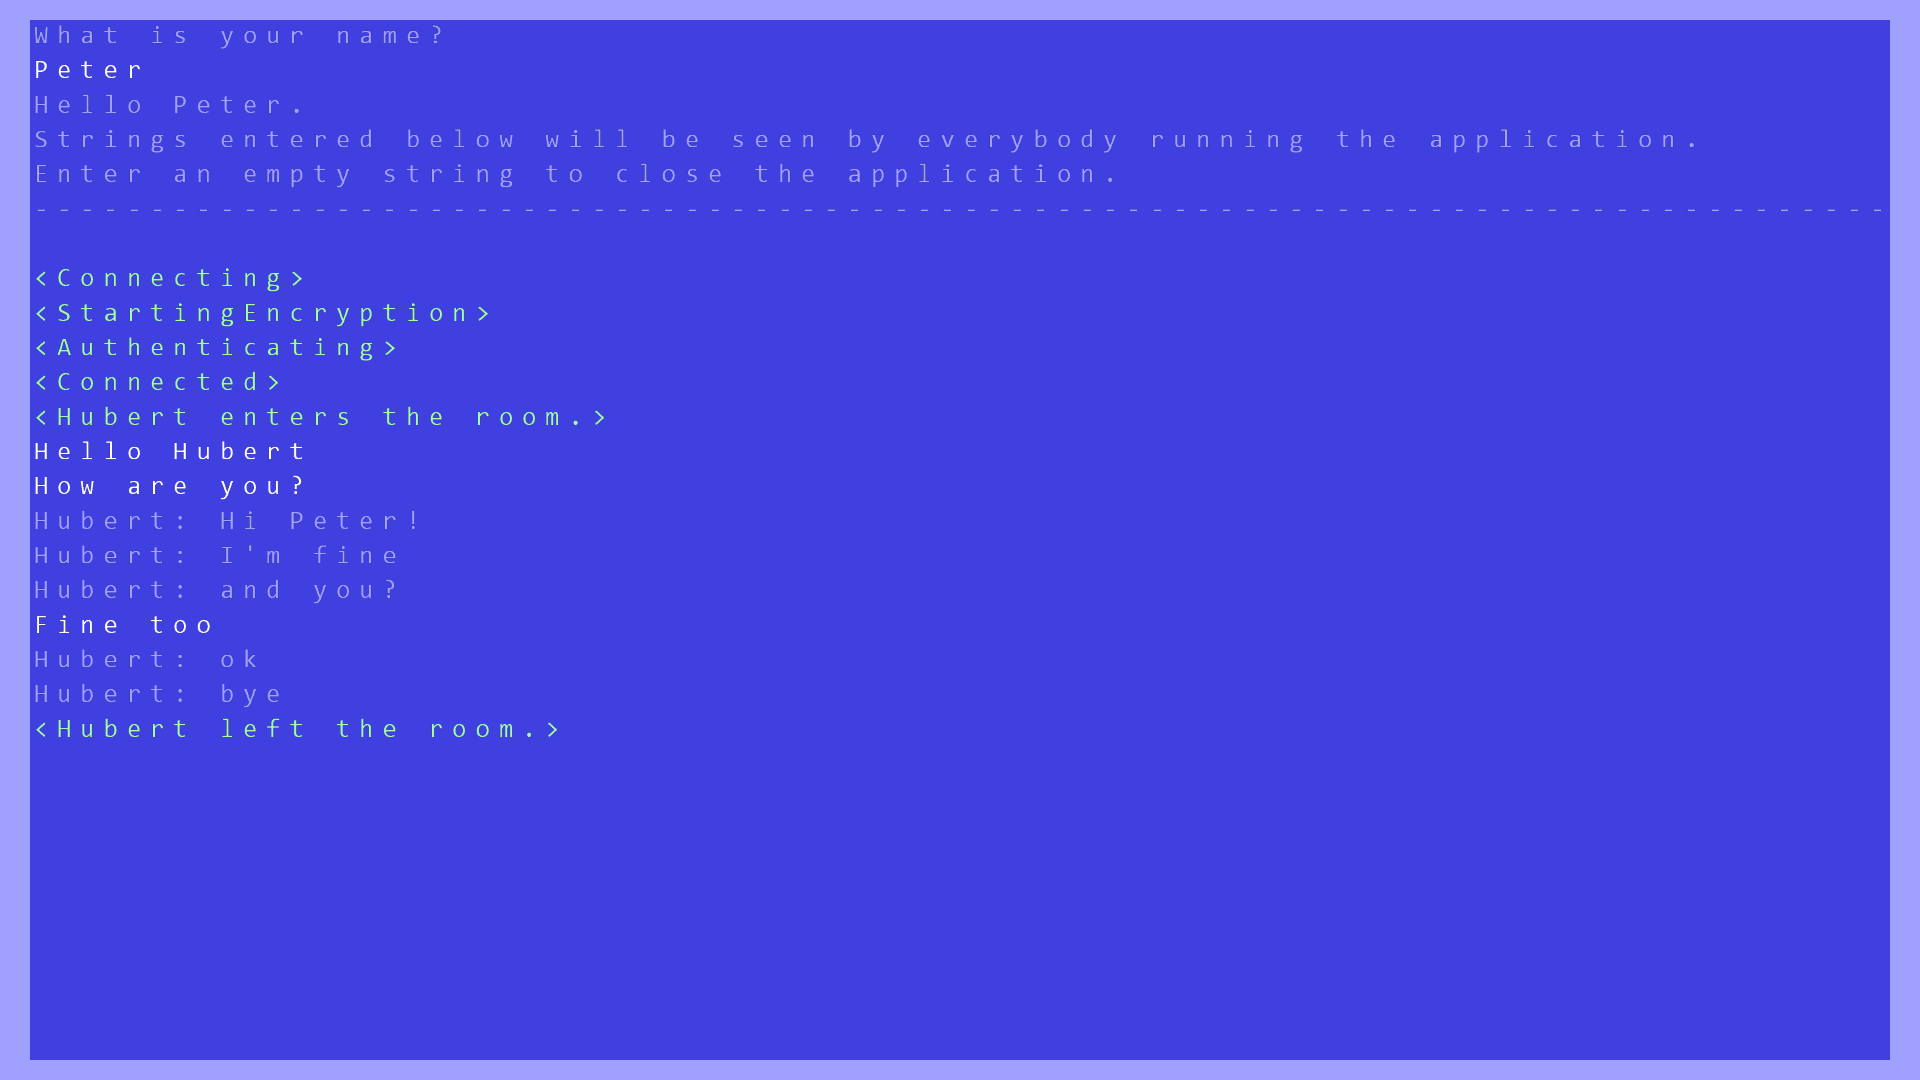 What is your name?
Peter
Hello Peter.
Strings entered below will be seen by everybody running the application.
Enter an empty string to close the application.
--------------------------------------------------------------------------------
<Connecting>
<StartingEncryption>
<Authenticating>
<Connected>
<Hubert enters the room.>
Hello Hubert
How are you?
Hubert: Hi Peter!
Hubert: I'm fine
Hubert: and you?
Fine too
Hubert: ok
Hubert: bye
<Hubert left the room.>